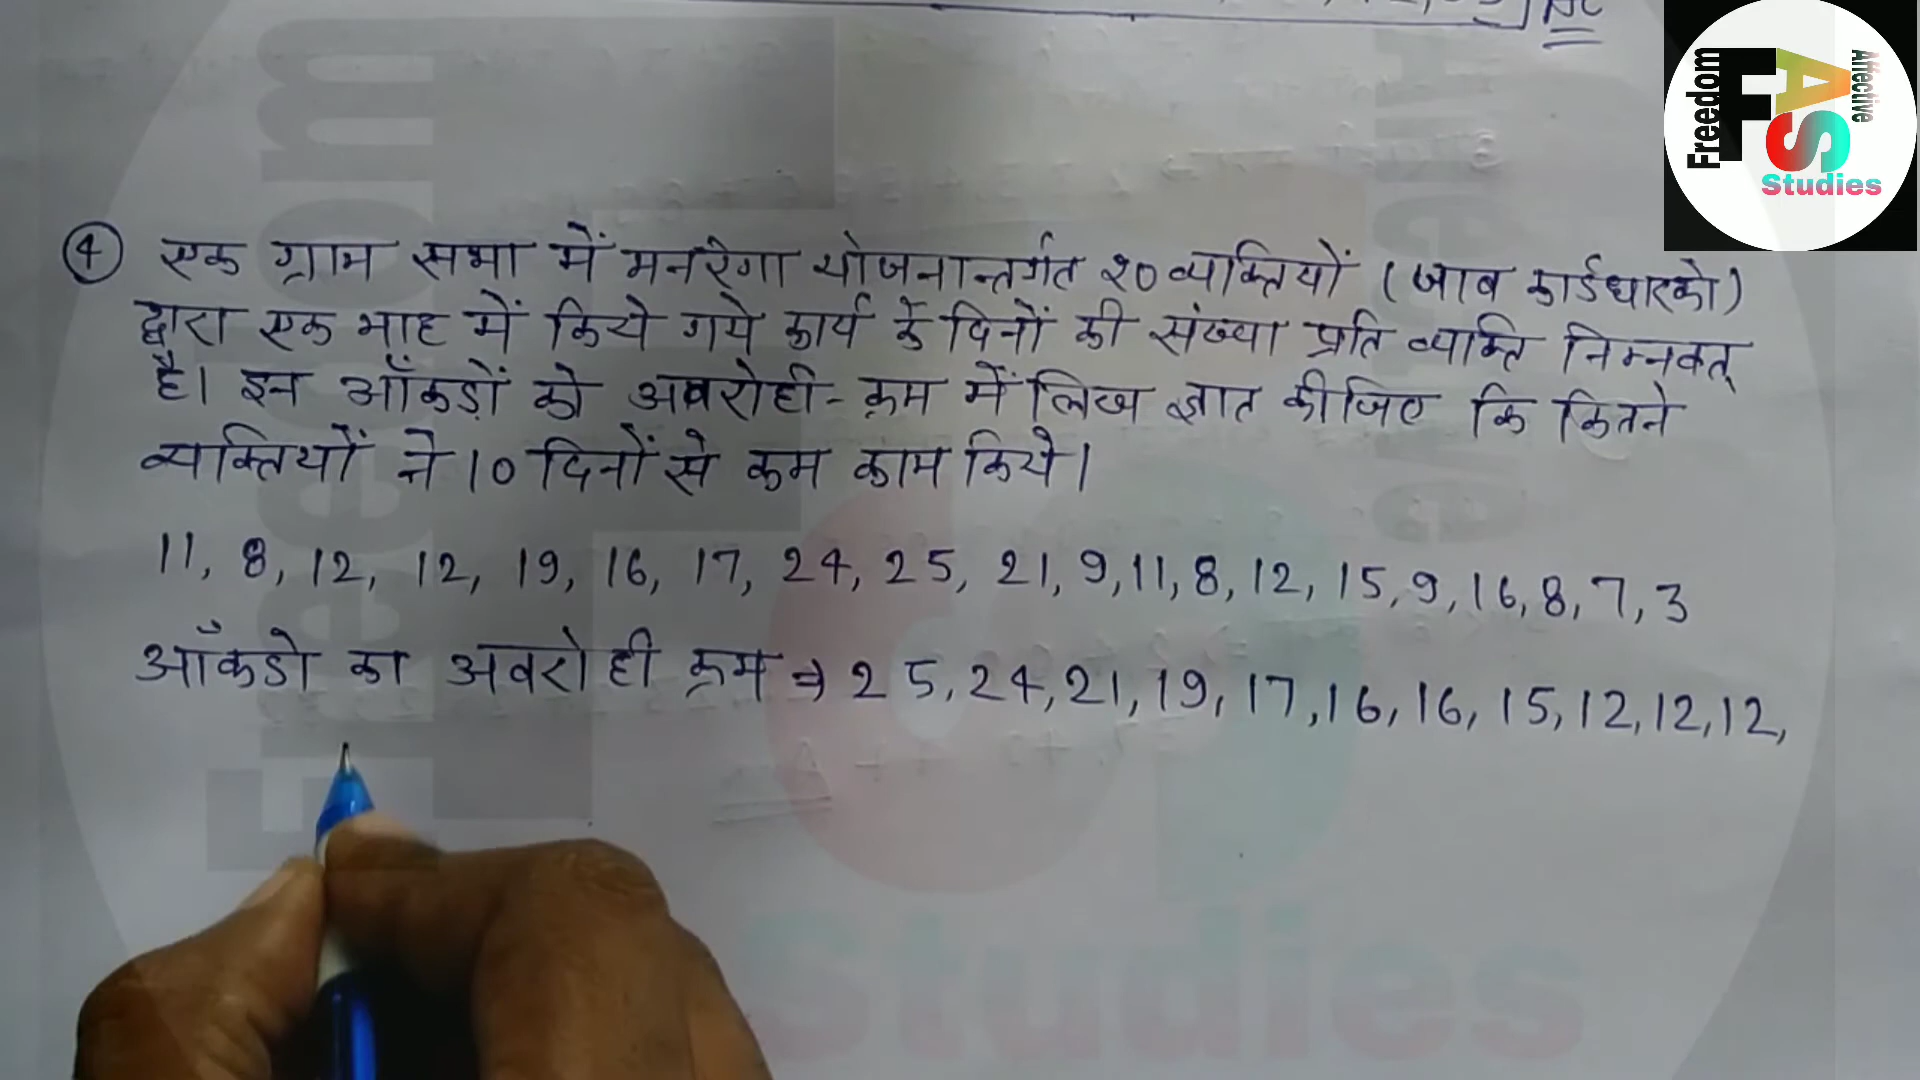 ④ एक ग्राम सभा में मनरेगा योजनान्तर्गत 20 व्यक्तियों (जाब कार्डधारको)
द्वारा एक माह में किये गये कार्य के दिनों की संख्या प्रति व्यक्ति निम्नवत्
है। इन आँकड़ों को अवरोही-क्रम में लिख ज्ञात कीजिए कि कितने
व्यक्तियों ने 10 दिनों से कम काम किये।
11, 8, 12, 12, 19, 16, 17, 24, 25, 21, 9, 11, 8, 12, 15, 9, 16, 8, 7, 3
आँकडो का अवरोही क्रम ⇒ 25, 24, 21, 19, 17, 16, 16, 15, 12, 12, 12,
Freedom
FAS
Affective
Studies